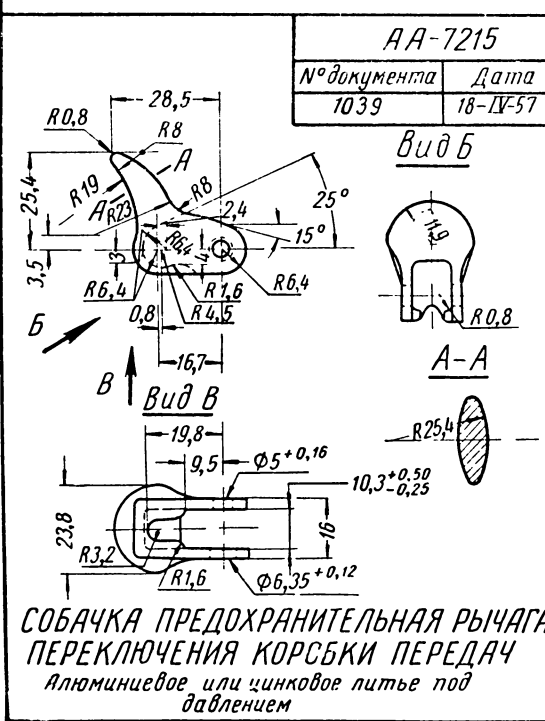 АА-7215
№ документа Дата
1039 18-IV-57
28,5
R0,8
R8
А
Вид Б
R19
R8
25,4
А
R23
2,4
25°
11,9
15°
R6,4
3,5
3
4
R6,4
R1,6
R6,4
R4,5
0,8
R0,8
Б
16,7
А-А
В
Вид В
R25,4
19,8
9,5
Ф5+0,16
10,3+0,50 -0,25
23,8
16
R3,2
R1,6
Ф6,35+0,12
СОБАЧКА ПРЕДОХРАНИТЕЛЬНАЯ РЫЧАГА
ПЕРЕКЛЮЧЕНИЯ КОРОБКИ ПЕРЕДАЧ
Алюминиевое или цинковое литье под
давлением